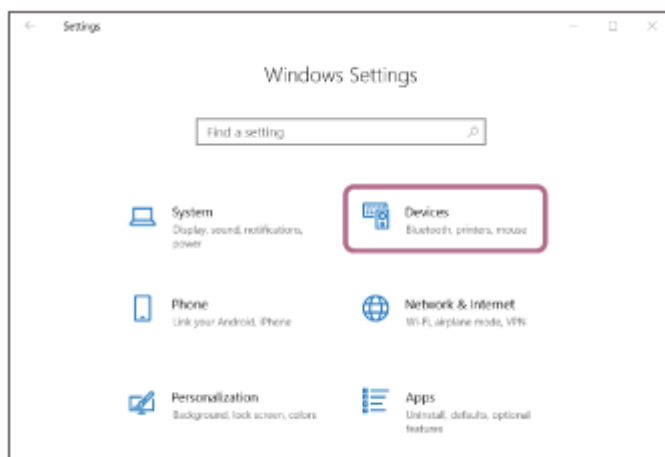 Settings
Windows Settings
Find a setting
System
Display, sound, notifications,
power
Devices
Bluetooth, printers, mouse
Phone
Link your Android, iPhone
Network & Internet
Wi-Fi, airplane mode, VPN
Personalization
Background, lock screen, colors
Apps
Uninstall, defaults, optional
features